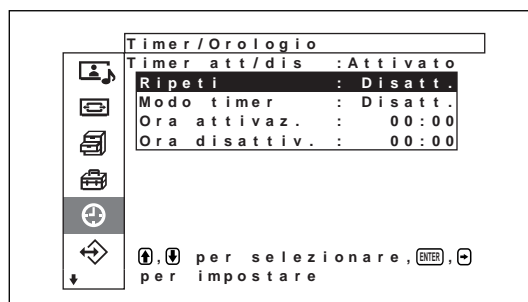 Timer/Orologio
Timer att/dis :Attivato
Ripeti : Disatt.
Modo timer : Disatt.
Ora attivaz. : 00:00
Ora disattiv. : 00:00
, per selezionare, ENTER,
per impostare